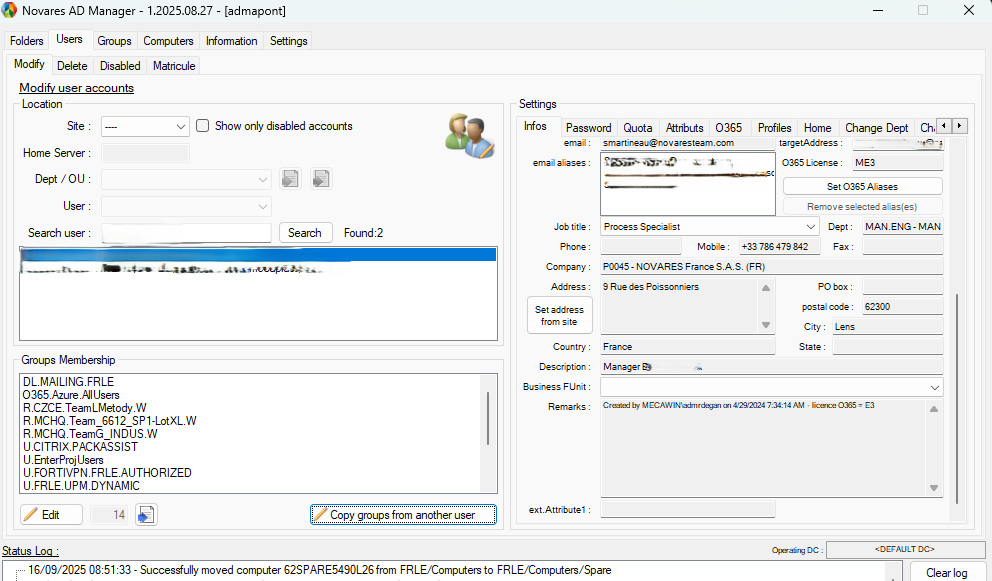 Novares AD Manager - 1.2025.08.27 - [admapont]
Folders Users Groups Computers Information Settings
Modify Delete Disabled Matricule
Modify user accounts
Location
Site : ---- Show only disabled accounts
Home Server :
Dept / OU :
User :
Search user : Search Found:2
Groups Membership
DL.MAILING.FRLE
O365.Azure.AllUsers
R.CZCE.TeamLMetody.W
R.MCHQ.Team_6612_SP1-LotXL.W
R.MCHQ.TeamG_INDUS.W
U.CITRIX.PACKASSIST
U.EnterProjUsers
U.FORTIVPN.FRLE.AUTHORIZED
U.FRLE.UPM.DYNAMIC
Edit 14 Copy groups from another user
Settings
Infos Password Quota Attributs O365 Profiles Home Change Dept
email : smartineau@novaresteam.com targetAddress :
email aliases : O365 License : ME3
Set O365 Aliases
Remove selected alias(es)
Job title : Process Specialist Dept : MAN.ENG - MAN
Phone : Mobile : +33 786 479 842 Fax :
Company : P0045 - NOVARES France S.A.S. (FR)
Address : 9 Rue des Poissonniers PO box :
Set address from site
postal code : 62300
City : Lens
Country : France State :
Description : Manager
Business FUnit :
Remarks : Created by MECAWIN\admrdegan on 4/29/2024 7:34:14 AM - licence O365 = E3
ext.Attribute1 :
Status Log :
Operating DC : <DEFAULT DC>
16/09/2025 08:51:33 - Successfully moved computer 62SPARE5490L26 from FRLE/Computers to FRLE/Computers/Spare
Clear log